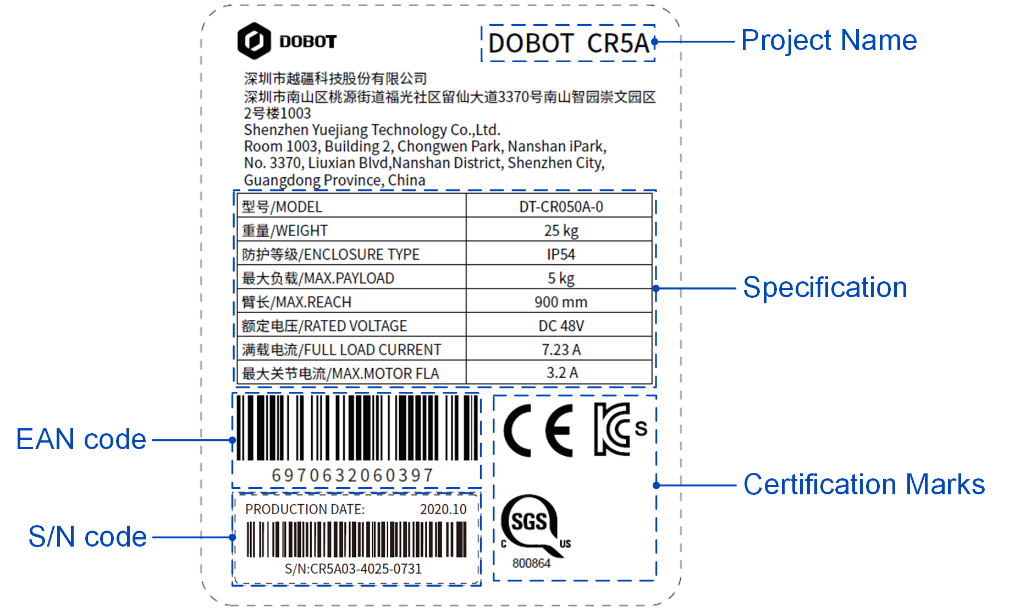 DOBOT
DOBOT CR5A
Project Name
深圳市越疆科技股份有限公司
深圳市南山区桃源街道福光社区留仙大道3370号南山智园崇文园区
2号楼1003
Shenzhen Yuejiang Technology Co.,Ltd.
Room 1003, Building 2, Chongwen Park, Nanshan iPark,
No. 3370, Liuxian Blvd,Nanshan District, Shenzhen City,
Guangdong Province, China
型号/MODEL DT-CR050A-0
重量/WEIGHT 25 kg
防护等级/ENCLOSURE TYPE IP54
最大负载/MAX.PAYLOAD 5 kg
臂长/MAX.REACH 900 mm
额定电压/RATED VOLTAGE DC 48V
满载电流/FULL LOAD CURRENT 7.23 A
最大关节电流/MAX.MOTOR FLA 3.2 A
Specification
EAN code
6970632060397
S/N code
PRODUCTION DATE: 2020.10
S/N:CR5A03-4025-0731
CE KC S
SGS
C US
800864
Certification Marks